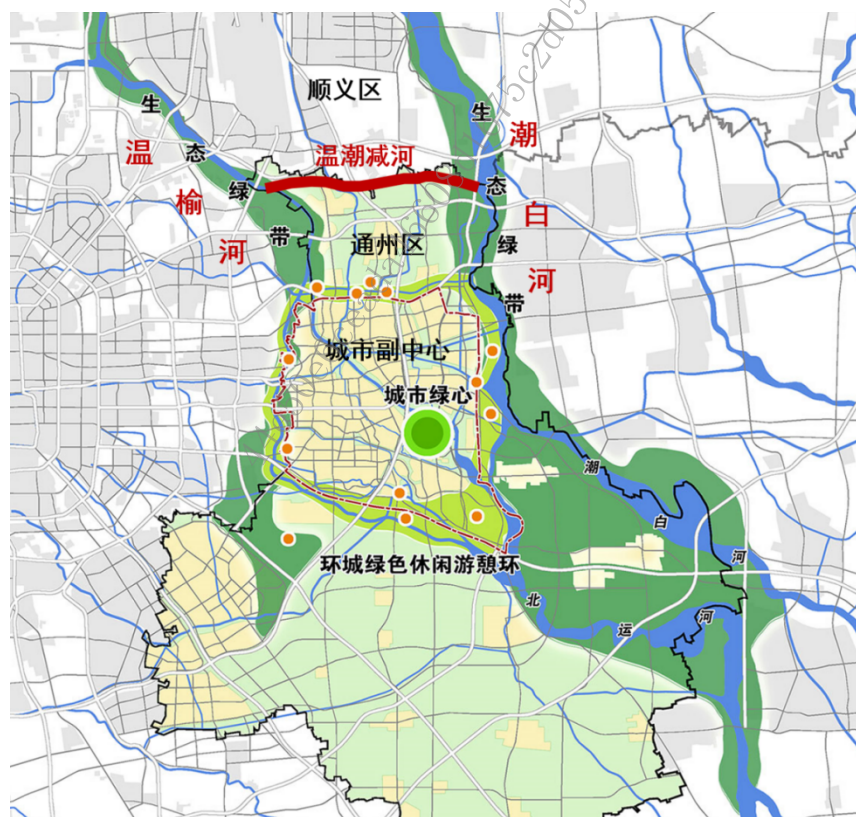 顺义区
生态绿带
生态绿带
温榆河
潮白河
温潮减河
通州区
城市副中心
城市绿心
潮白河
环城绿色休闲游憩环
北运河